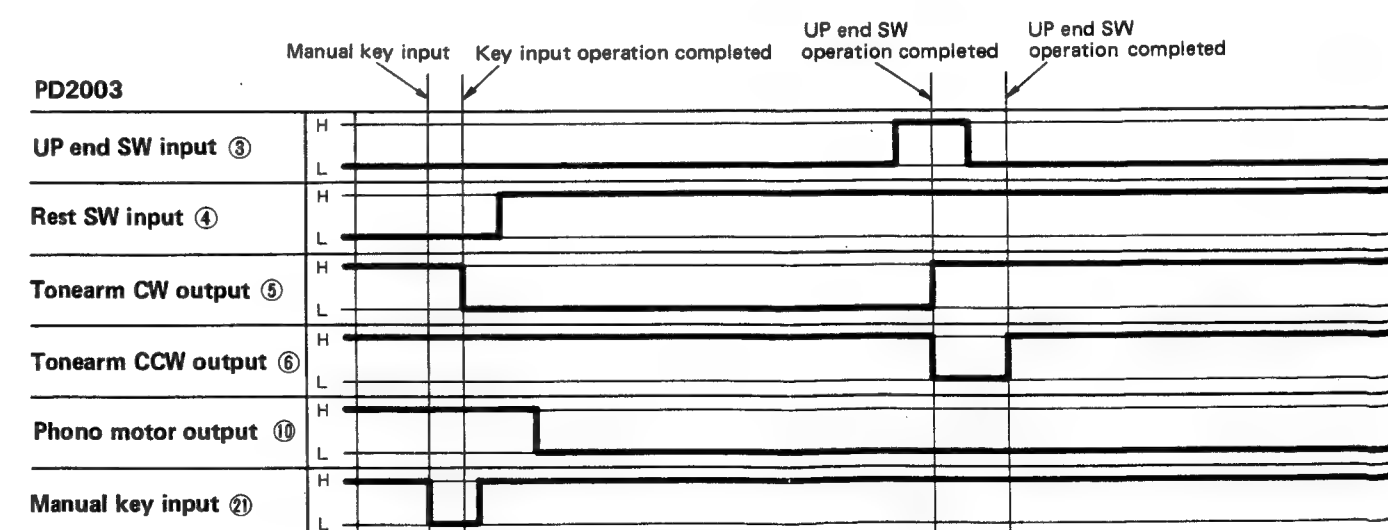 UP end SW
operation completed
UP end SW
operation completed
Manual key input
Key input operation completed
PD2003
UP end SW input ③
H
L
Rest SW input ④
H
L
Tonearm CW output ⑤
H
L
Tonearm CCW output ⑥
H
L
Phono motor output ⑩
H
L
Manual key input ㉑
H
L